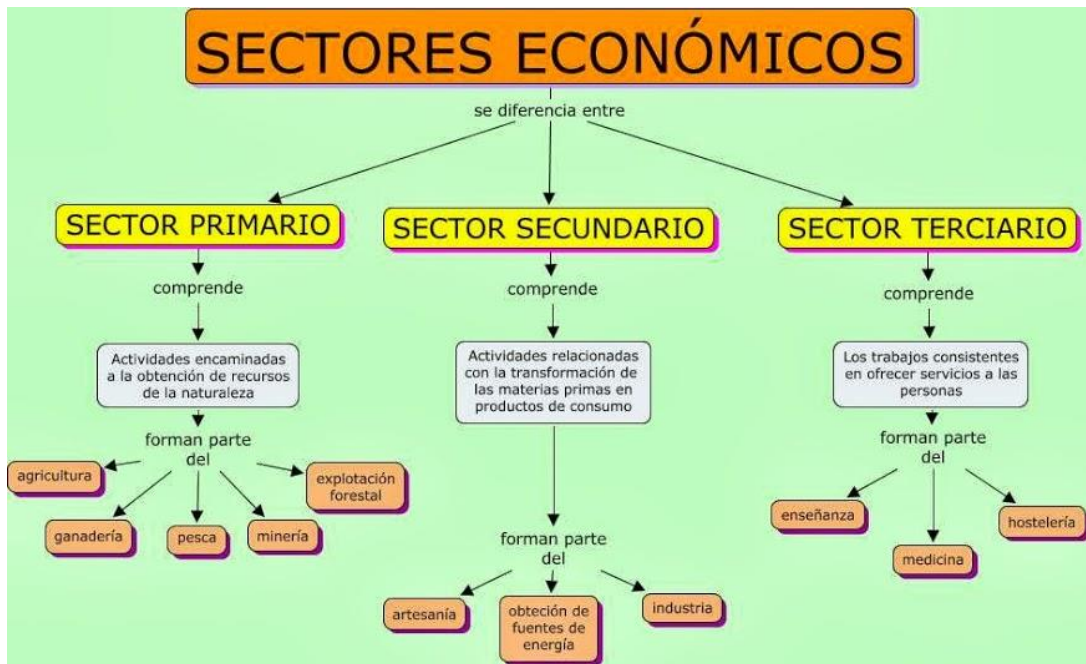 SECTORES ECONÓMICOS
se diferencia entre
SECTOR PRIMARIO
comprende
Actividades encaminadas
a la obtención de recursos
de la naturaleza
forman parte
del
agricultura
ganadería
pesca
minería
explotación
forestal
SECTOR SECUNDARIO
comprende
Actividades relacionadas
con la transformación de
las materias primas en
productos de consumo
forman parte
del
artesanía
obteción de
fuentes de
energía
industria
SECTOR TERCIARIO
comprende
Los trabajos consistentes
en ofrecer servicios a las
personas
forman parte
del
enseñanza
medicina
hostelería